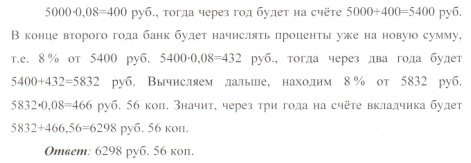 5000·0,08=400 руб., тогда через год будет на счёте 5000+400=5400 руб.
В конце второго года банк будет начислять проценты уже на новую сумму,
т.е. 8 % от 5400 руб. 5400·0,08=432 руб., тогда через два года будет
5400+432=5832 руб. Вычисляем дальше, находим 8 % от 5832 руб.
5832·0,08=466 руб. 56 коп. Значит, через три года на счёте вкладчика будет
5832+466,56=6298 руб. 56 коп.
Ответ: 6298 руб. 56 коп.